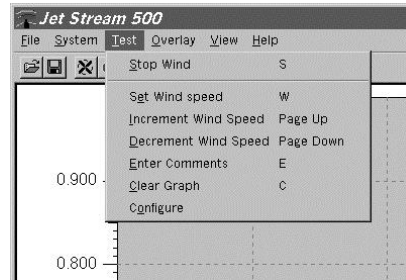 Jet Stream 500
File System Test Overlay View Help
Stop Wind S
Set Wind speed W
Increment Wind Speed Page Up
Decrement Wind Speed Page Down
Enter Comments E
Clear Graph C
Configure
0.900
0.800